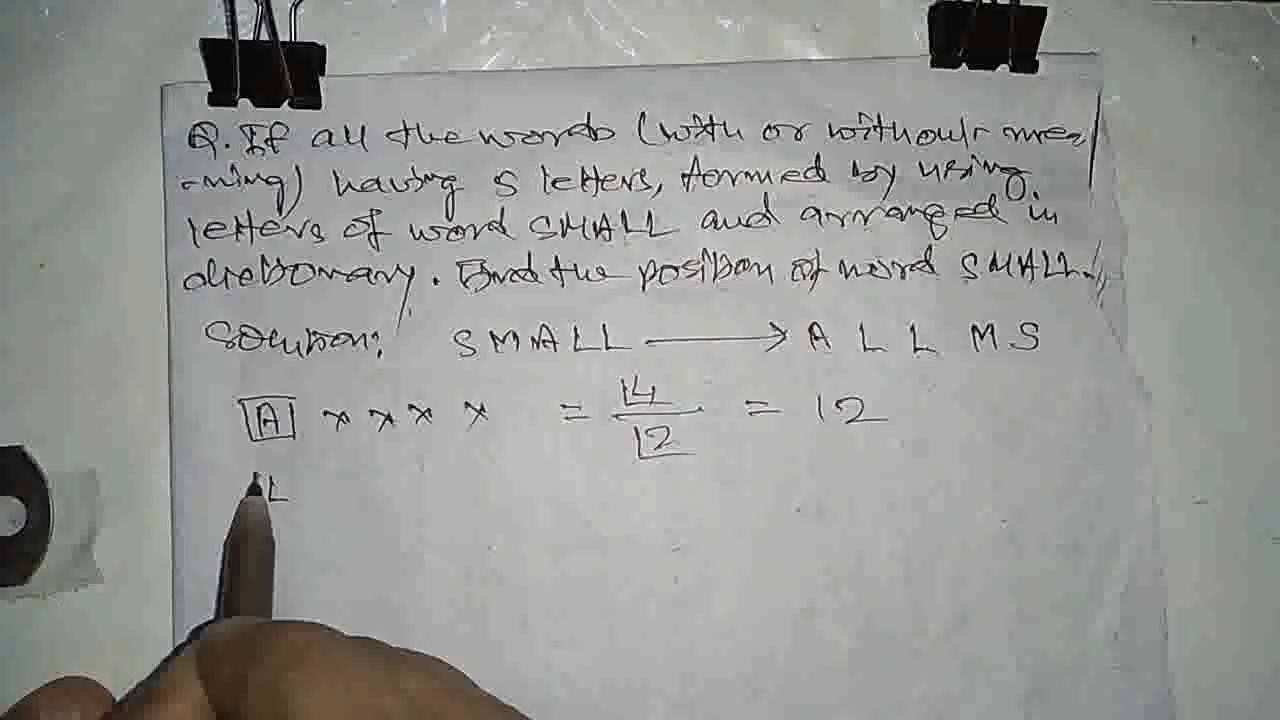 Q. If all the words (with or without mea
-ning) having 5 letters, formed by using
letters of word SMALL and arranged in
dictionary. Find the position of word SMALL.
Solution: SMALL ⟶ A L L M S
A × × × × = ⌊4 / ⌊2 = 12
L